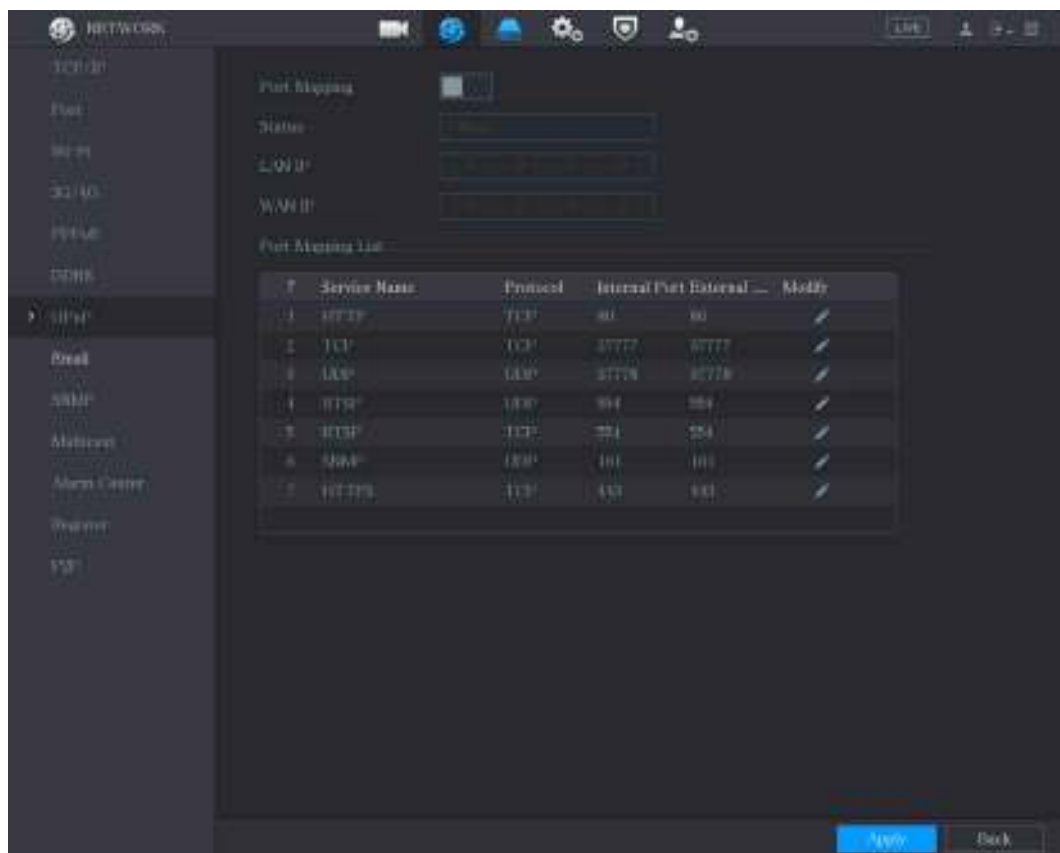 NETWORK
LIVE
TCP/IP
Port
Wi-Fi
3G/4G
PPPoE
DDNS
UPnP
Email
SNMP
Multicast
Alarm Center
Register
P2P
Port Mapping
Status
LAN IP
WAN IP
Port Mapping List
Service Name Protocol Internal Port External ... Modify
1 HTTP TCP 80 80
2 TCP TCP 37777 37777
3 UDP UDP 37778 37778
4 RTSP UDP 554 554
5 RTSP TCP 554 554
6 SNMP UDP 161 161
7 HTTPS TCP 443 443
Apply Back